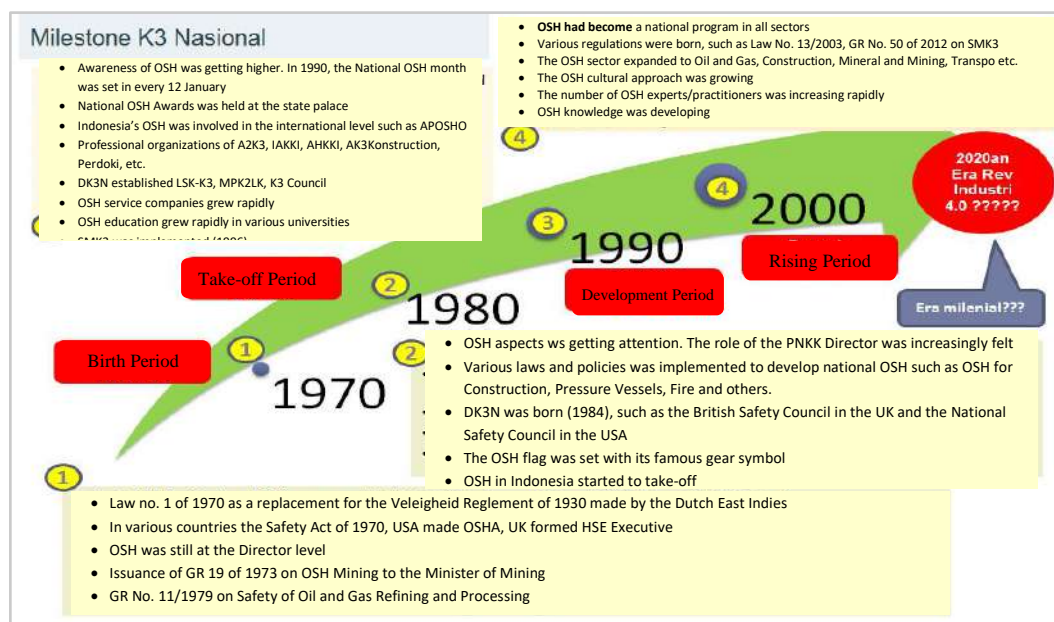 Milestone K3 Nasional
• Awareness of OSH was getting higher. In 1990, the National OSH month
was set in every 12 January
• National OSH Awards was held at the state palace
• Indonesia's OSH was involved in the international level such as APOSHO
• Professional organizations of A2K3, IAKKI, AHKKI, AK3Konstruction,
Perdoki, etc.
• DK3N established LSK-K3, MPK2LK, K3 Council
• OSH service companies grew rapidly
• OSH education grew rapidly in various universities
• SMK3 was implemented (1996)
• OSH had become a national program in all sectors
• Various regulations were born, such as Law No. 13/2003, GR No. 50 of 2012 on SMK3
• The OSH sector expanded to Oil and Gas, Construction, Mineral and Mining, Transpo etc.
• The OSH cultural approach was growing
• The number of OSH experts/practitioners was increasing rapidly
• OSH knowledge was developing
4
2020an
Era Rev
Industri
4.0 ?????
4
2000
3
1990
Rising Period
Take-off Period
2
1980
Development Period
Era milenial???
Birth Period
1
1970
2
• OSH aspects ws getting attention. The role of the PNKK Director was increasingly felt
• Various laws and policies was implemented to develop national OSH such as OSH for
Construction, Pressure Vessels, Fire and others.
• DK3N was born (1984), such as the British Safety Council in the UK and the National
Safety Council in the USA
• The OSH flag was set with its famous gear symbol
• OSH in Indonesia started to take-off
1
• Law no. 1 of 1970 as a replacement for the Veleigheid Reglement of 1930 made by the Dutch East Indies
• In various countries the Safety Act of 1970, USA made OSHA, UK formed HSE Executive
• OSH was still at the Director level
• Issuance of GR 19 of 1973 on OSH Mining to the Minister of Mining
• GR No. 11/1979 on Safety of Oil and Gas Refining and Processing